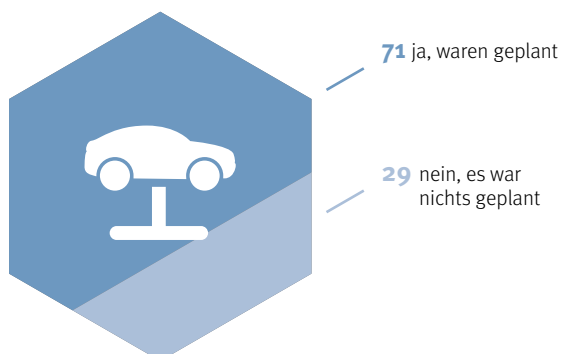 71 ja, waren geplant
29 nein, es war
nichts geplant